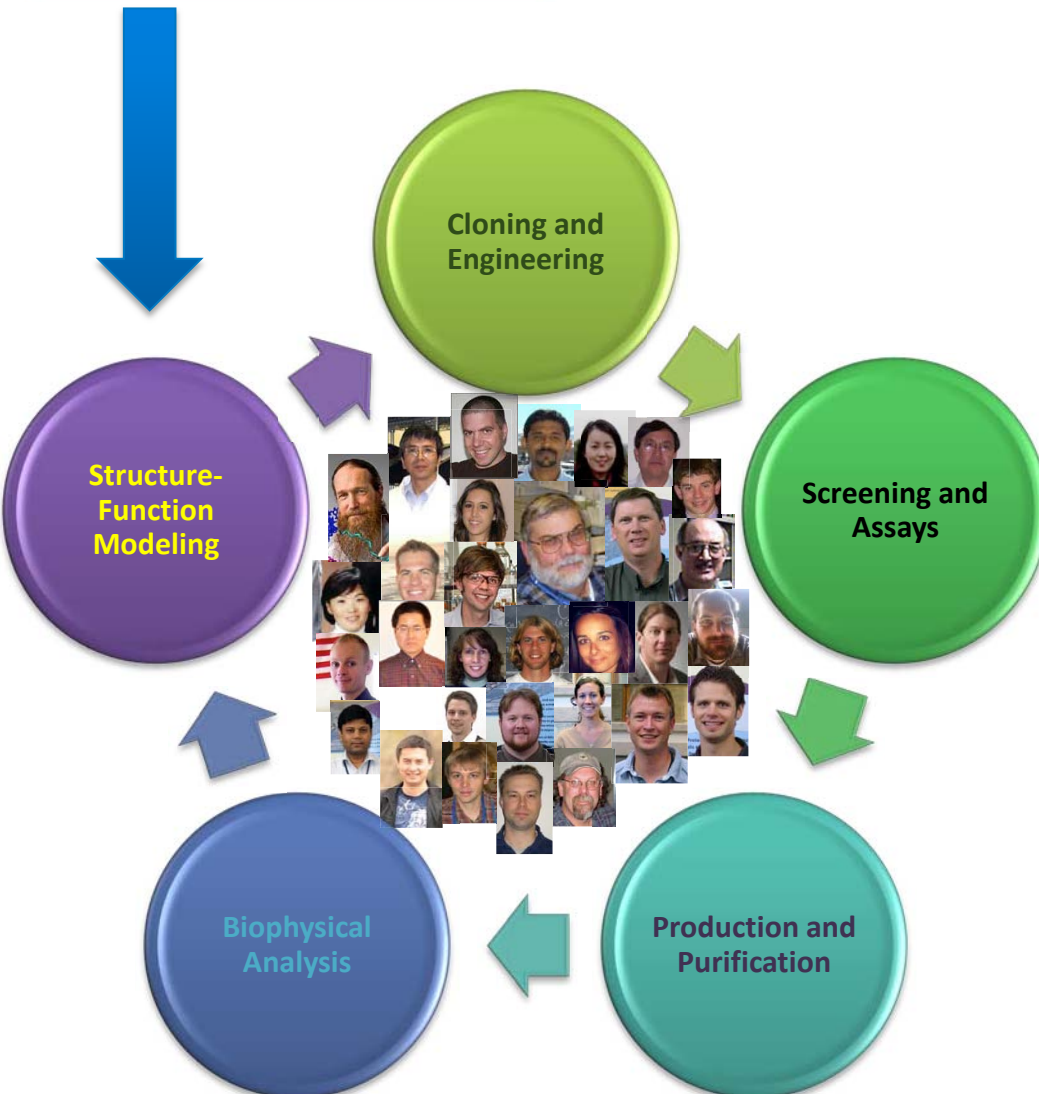 Cloning and
Engineering
Structure-
Function
Modeling
Screening and
Assays
Biophysical
Analysis
Production and
Purification